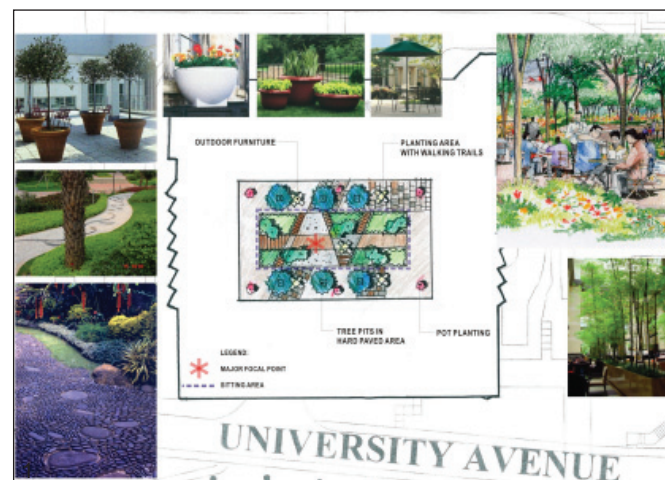 OUTDOOR FURNITURE
PLANTING AREA
WITH WALKING TRAILS
TREE PITS IN
HARD PAVED AREA
POT PLANTING
LEGEND:
MAJOR FOCAL POINT
SITTING AREA
UNIVERSITY AVENUE